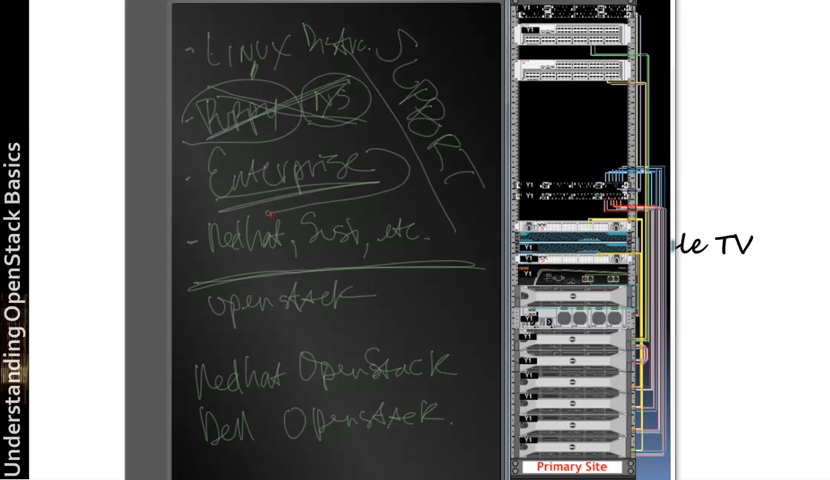 Understanding OpenStack Basics
- LINUX Distro.
SUPPORT
- Puppy
- Enterprise
- Redhat, Suse, etc.
openstack
Redhat OpenStack
Dell Openstack.
le TV
Primary Site